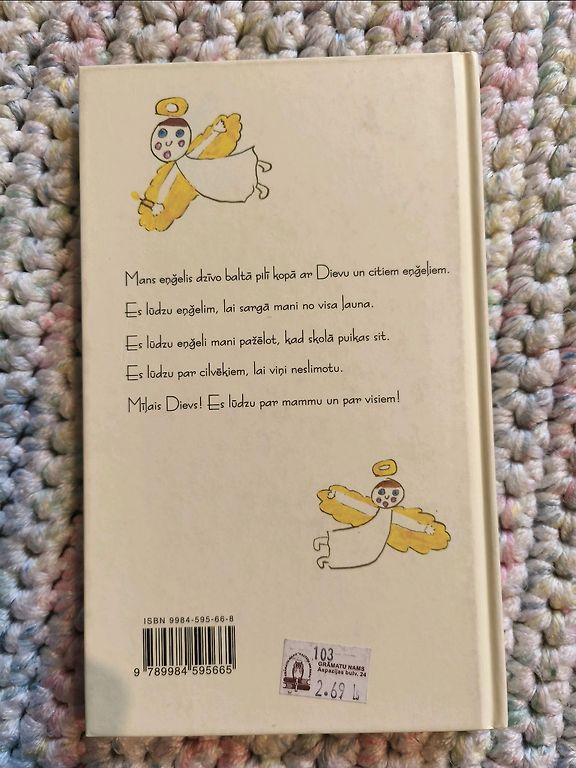 Mans eņģelis dzīvo baltā pilī kopā ar Dievu un citiem eņģeļiem.
Es lūdzu eņģelim, lai sargā mani no visa ļauna.
Es lūdzu eņģeli mani pažēlot, kad skolā puikas sit.
Es lūdzu par cilvēkiem, lai viņi neslimotu.
Mīļais Dievs! Es lūdzu par mammu un par visiem!
ISBN 9984-595-66-8
9 789984 595665
103
GRĀMATU NAMS
Aspazijas bulv. 24
2.69 L